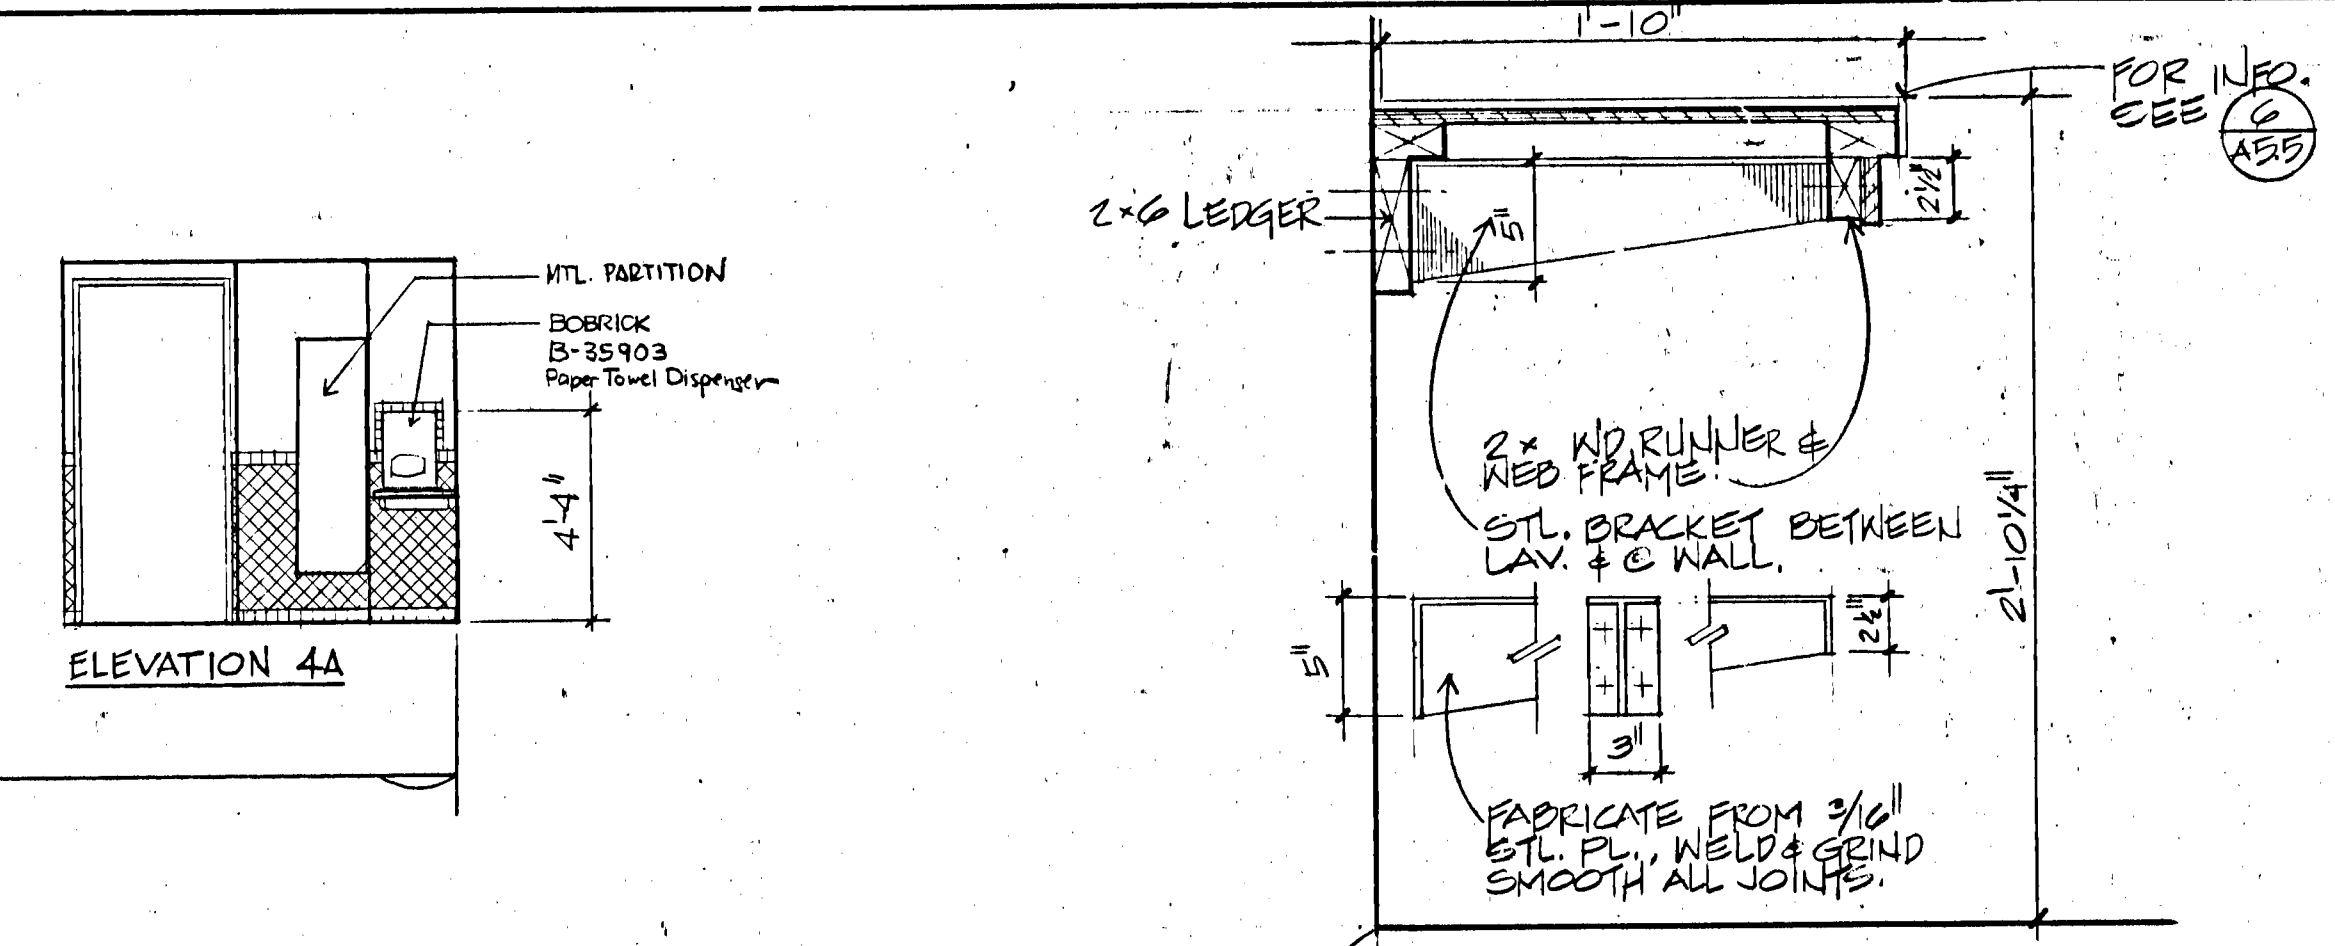 MTL. PARTITION
BOBRICK
B-35903
Paper Towel Dispenser
4'-4"
ELEVATION 4A
1'-10"
FOR INFO.
SEE
6
A5.5
2½"
2×6 LEDGER
5"
2× WD. RUNNER &
WEB FRAME.
STL. BRACKET BETWEEN
LAV. & @ WALL.
2'-10¼"
5"
2½"
3"
FABRICATE FROM 3/16"
STL. PL., WELD & GRIND
SMOOTH ALL JOINTS.